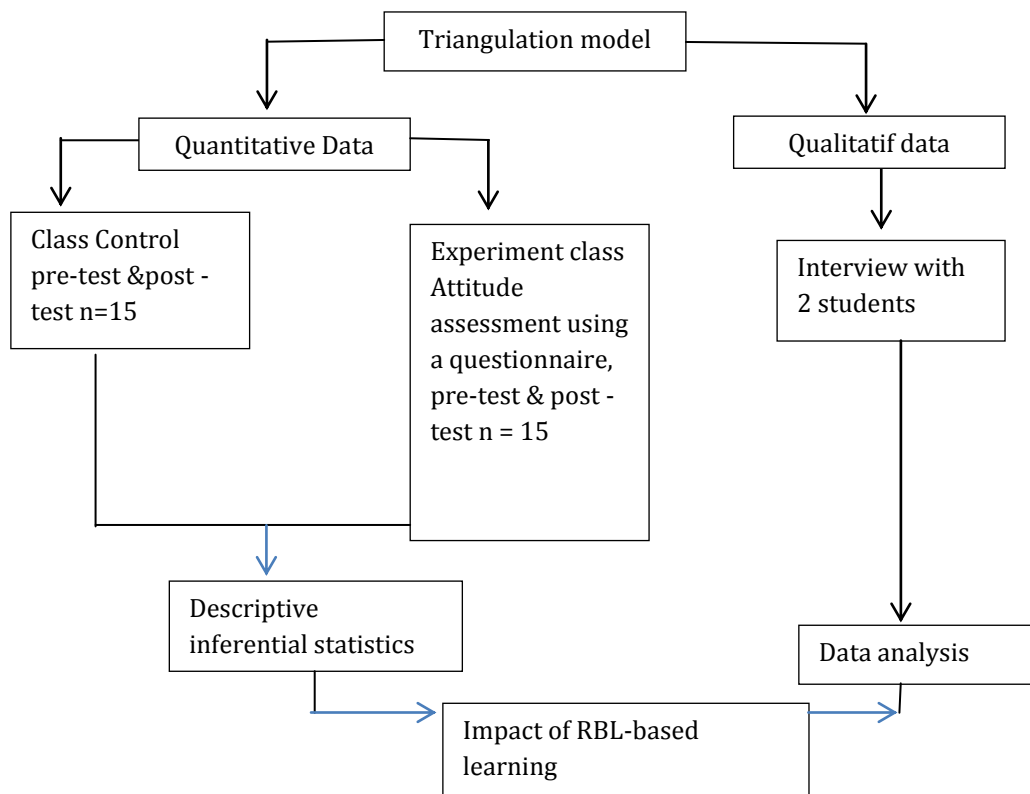 Triangulation model
Quantitative Data
Qualitatif data
Class Control
pre-test &post -
test n=15
Experiment class
Attitude
assessment using
a questionnaire,
pre-test & post -
test n = 15
Interview with
2 students
Descriptive
inferential statistics
Data analysis
Impact of RBL-based
learning